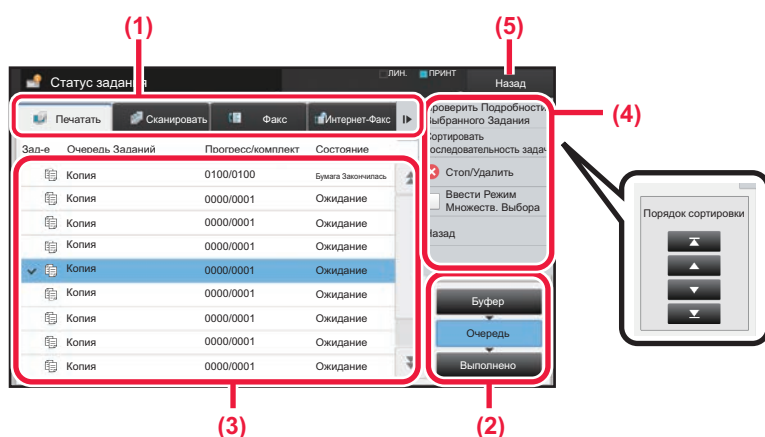 (1)
(5)
Статус задания
ЛИН.
ПРИНТ
Назад
Печатать
Сканировать
Факс
Интернет-Факс
Проверить Подробности
Выбранного Задания
(4)
Зад-е Очередь Заданий Прогресс/комплект Состояние
Сортировать
последовательность задач
Копия 0100/0100 Бумага Закончилась
Стоп/Удалить
Копия 0000/0001 Ожидание
Ввести Режим
Множеств. Выбора
Копия 0000/0001 Ожидание
Назад
Копия 0000/0001 Ожидание
Копия 0000/0001 Ожидание
Копия 0000/0001 Ожидание
Копия 0000/0001 Ожидание
Копия 0000/0001 Ожидание
Копия 0000/0001 Ожидание
Буфер
Очередь
Выполнено
Порядок сортировки
(3)
(2)